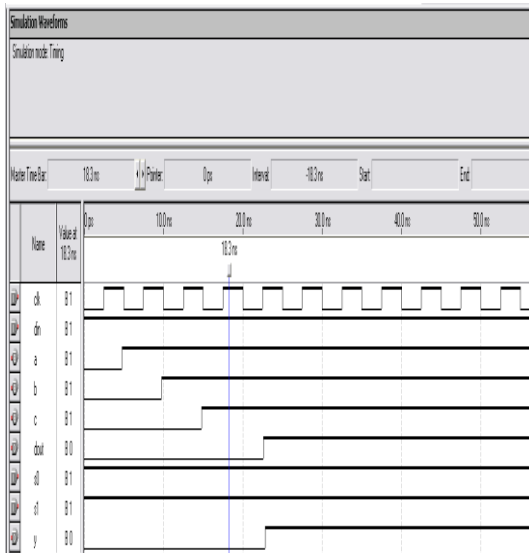 Simulation Waveforms
Simulation mode: Timing
Master Time Bar: 18.3 ns Pointer: 0 ps Interval: -18.3 ns Start: End:
Name Value at 18.3 ns 0 ps 10.0 ns 20.0 ns 30.0 ns 40.0 ns 50.0 ns
18.3 ns
clk B 1
din B 1
a B 1
b B 1
c B 1
dout B 0
s0 B 1
s1 B 1
y B 0